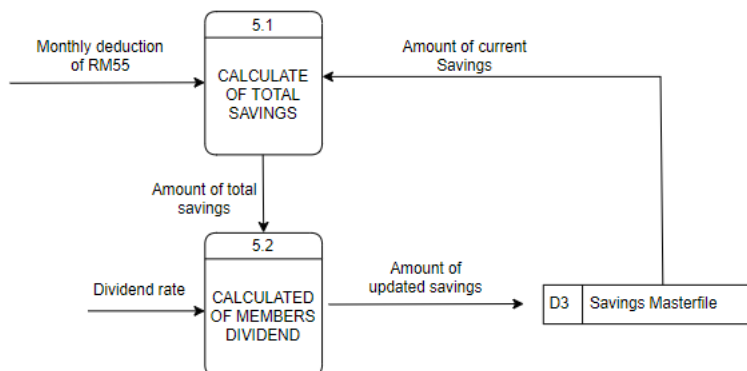 5.1
Monthly deduction
of RM55
CALCULATE
OF TOTAL
SAVINGS
Amount of current
Savings
Amount of total
savings
5.2
Dividend rate
CALCULATED
OF MEMBERS
DIVIDEND
Amount of
updated savings
D3 Savings Masterfile